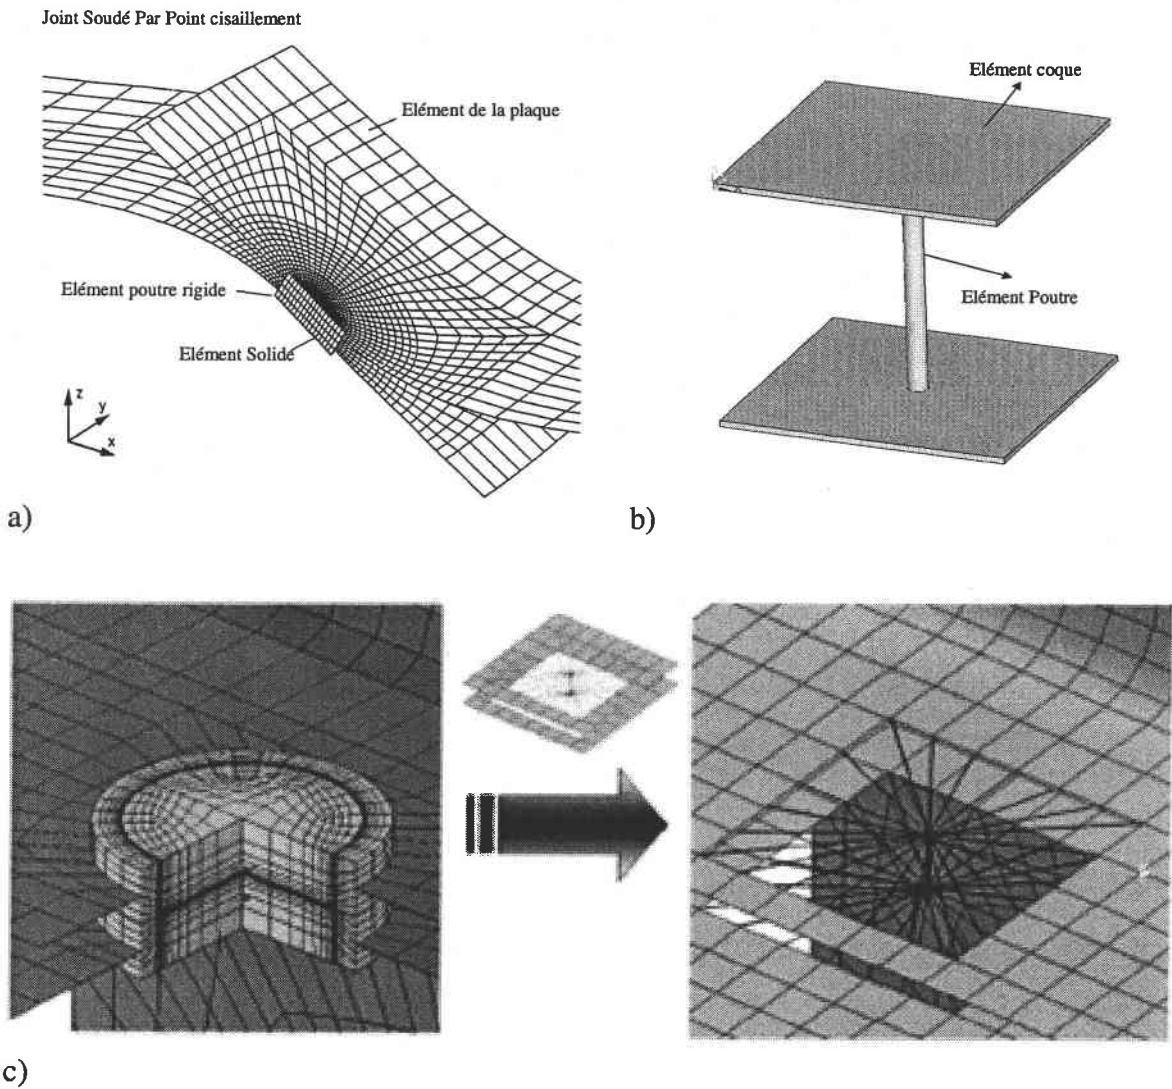 Joint Soudé Par Point cisaillement
Elément de la plaque
Elément poutre rigide
Elément Solide
z
y
x
a)
Elément coque
Elément Poutre
b)
c)